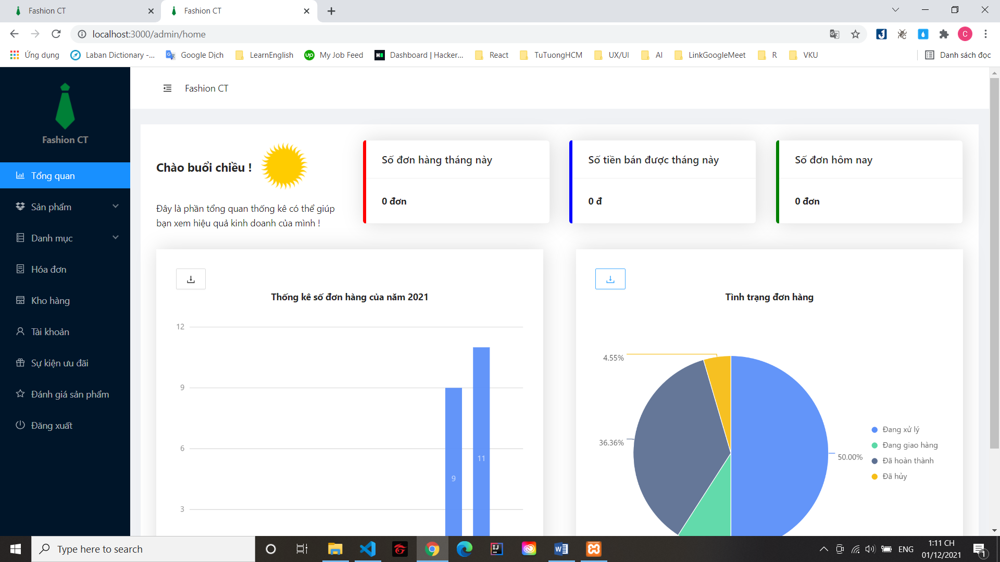 Fashion CT
Fashion CT
localhost:3000/admin/home
C
Ứng dụng
Laban Dictionary -...
Google Dịch
LearnEnglish
My Job Feed
Dashboard | Hacker...
React
TuTuongHCM
UX/UI
AI
LinkGoogleMeet
R
VKU
Danh sách đọc
Fashion CT
Fashion CT
Tổng quan
Sản phẩm
Danh mục
Hóa đơn
Kho hàng
Tài khoản
Sự kiện ưu đãi
Đánh giá sản phẩm
Đăng xuất
Chào buổi chiều !
Đây là phần tổng quan thống kê có thể giúp
bạn xem hiệu quả kinh doanh của mình !
Số đơn hàng tháng này
0 đơn
Số tiền bán được tháng này
0 đ
Số đơn hôm nay
0 đơn
Thống kê số đơn hàng của năm 2021
12
9
6
3
9
11
Tình trạng đơn hàng
4.55%
36.36%
50.00%
Đang xử lý
Đang giao hàng
Đã hoàn thành
Đã hủy
Type here to search
ENG
1:11 CH
01/12/2021
1